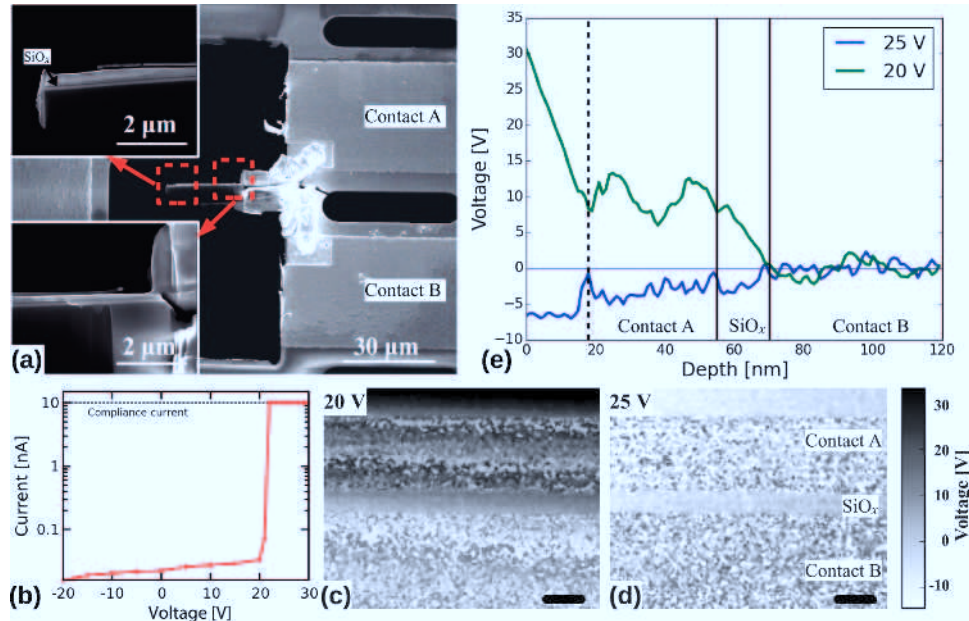 SiOx
2 µm
Contact A
Contact B
2 µm
30 µm
(a)
35
30
25
20
15
10
5
0
−5
−10
Voltage [V]
25 V
20 V
Contact A
SiOx
Contact B
0
20
40
60
80
100
120
Depth [nm]
(e)
10
1
0.1
Current [nA]
Compliance current
-20
-10
0
10
20
30
Voltage [V]
(b)
20 V
(c)
25 V
Contact A
SiOx
Contact B
(d)
30
20
10
0
-10
Voltage [V]